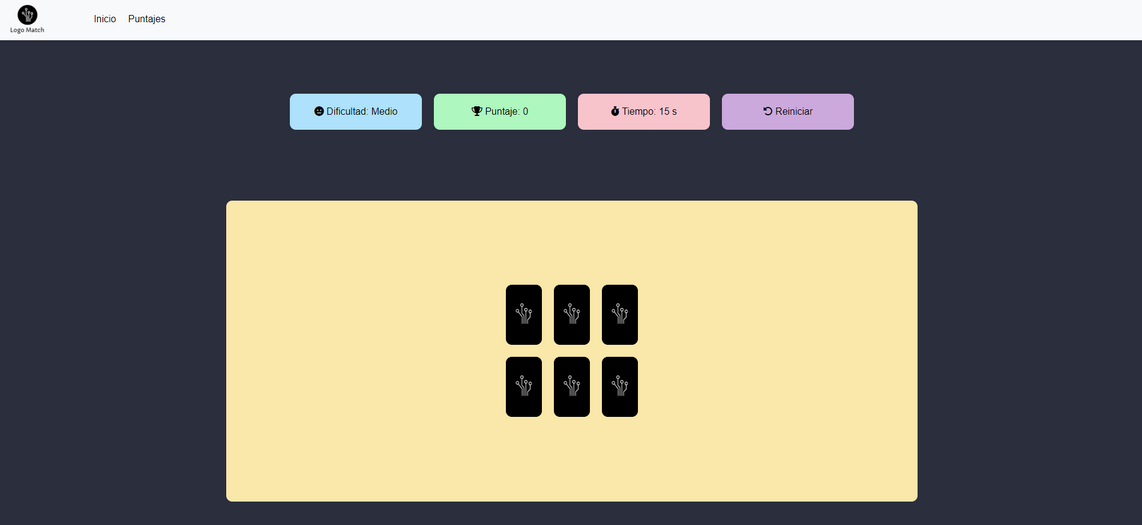 Logo Match
Inicio Puntajes
Dificultad: Medio
Puntaje: 0
Tiempo: 15 s
Reiniciar